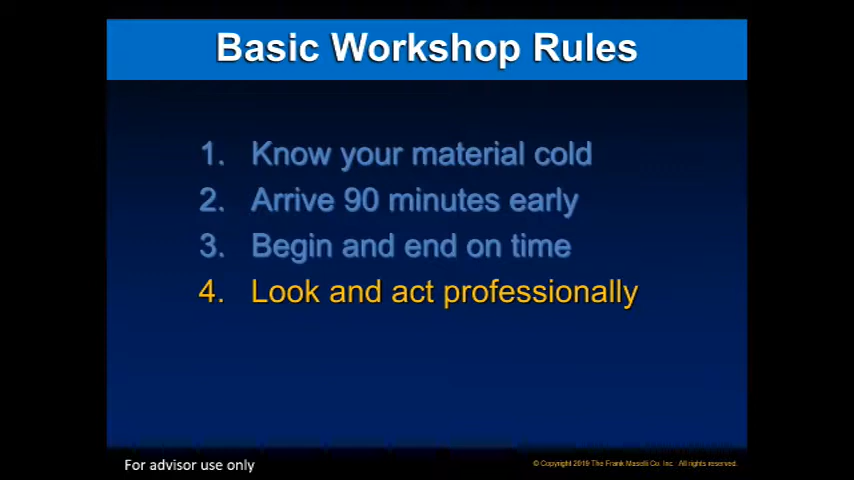 Basic Workshop Rules
1. Know your material cold
2. Arrive 90 minutes early
3. Begin and end on time
4. Look and act professionally
For advisor use only
© Copyright 2019 The Frank Maselli Co. Inc. All rights reserved.